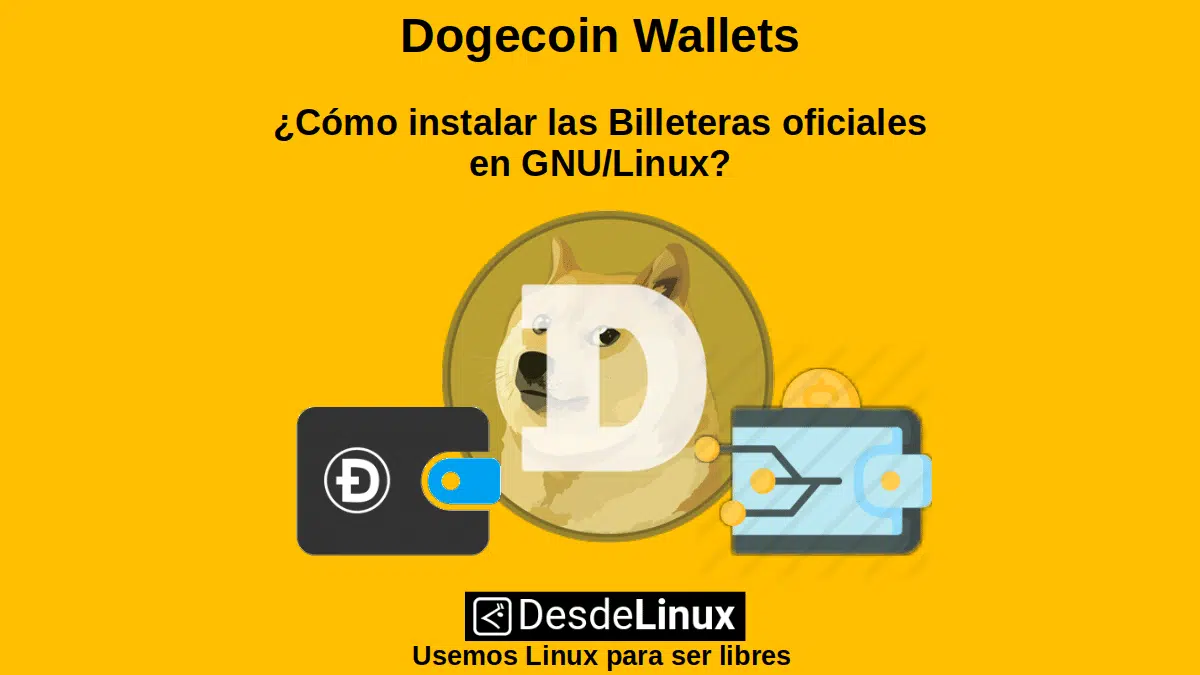 Dogecoin Wallets
¿Cómo instalar las Billeteras oficiales
en GNU/Linux?
DesdeLinux
Usemos Linux para ser libres